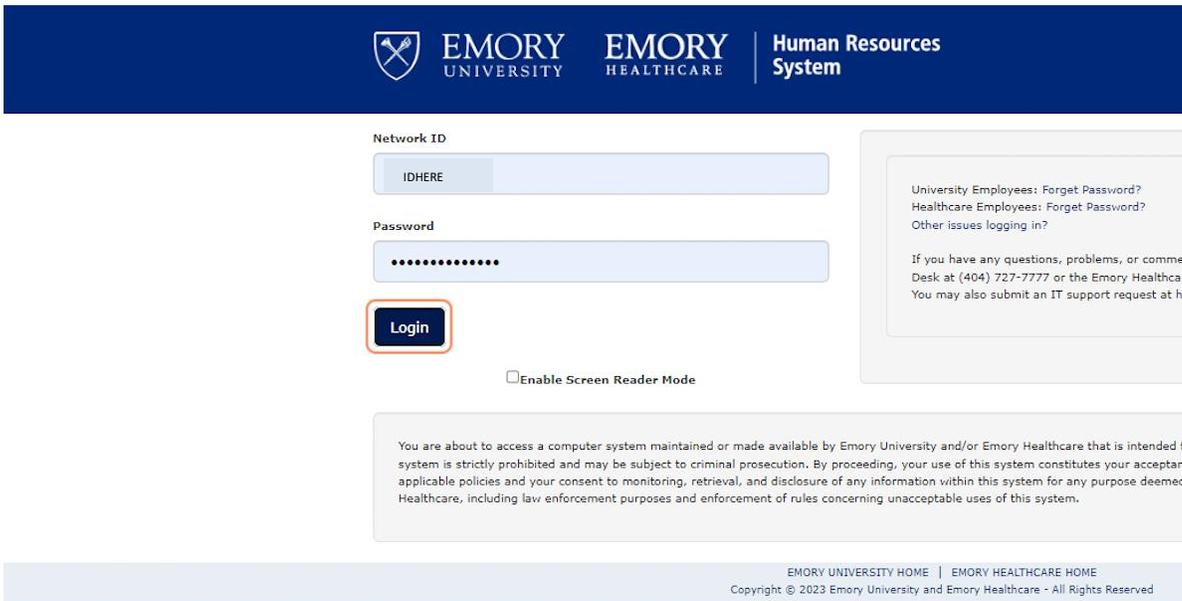 EMORY
UNIVERSITY
EMORY
HEALTHCARE
Human Resources
System
Network ID
IDHERE
Password
Login
Enable Screen Reader Mode
University Employees: Forget Password?
Healthcare Employees: Forget Password?
Other issues logging in?
If you have any questions, problems, or comme
Desk at (404) 727-7777 or the Emory Healthca
You may also submit an IT support request at h
You are about to access a computer system maintained or made available by Emory University and/or Emory Healthcare that is intended f
system is strictly prohibited and may be subject to criminal prosecution. By proceeding, your use of this system constitutes your acceptan
applicable policies and your consent to monitoring, retrieval, and disclosure of any information within this system for any purpose deemed
Healthcare, including law enforcement purposes and enforcement of rules concerning unacceptable uses of this system.
EMORY UNIVERSITY HOME | EMORY HEALTHCARE HOME
Copyright © 2023 Emory University and Emory Healthcare - All Rights Reserved